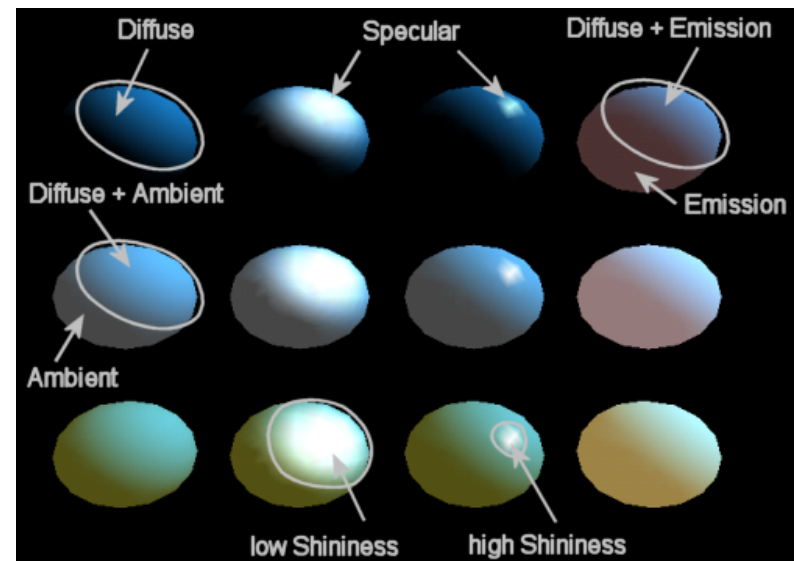 Diffuse
Specular
Diffuse + Emission
Diffuse + Ambient
Emission
Ambient
low Shininess
high Shininess